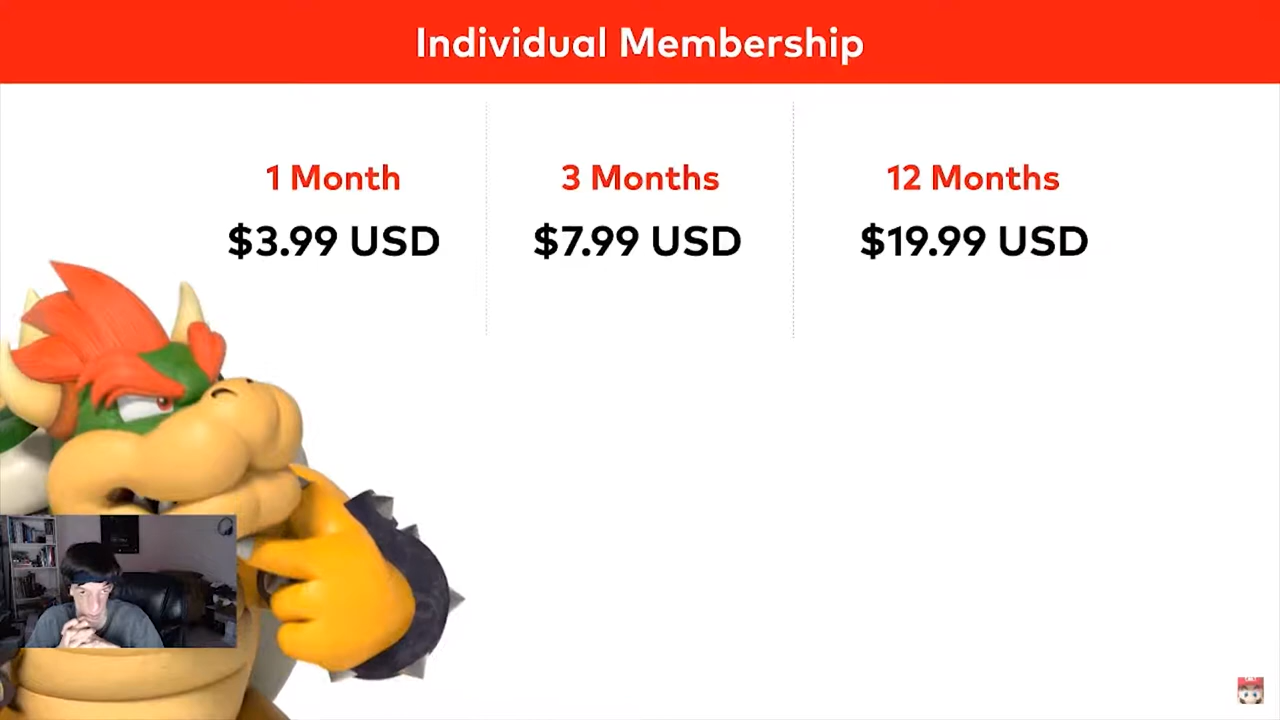 Individual Membership
1 Month
$3.99 USD
3 Months
$7.99 USD
12 Months
$19.99 USD